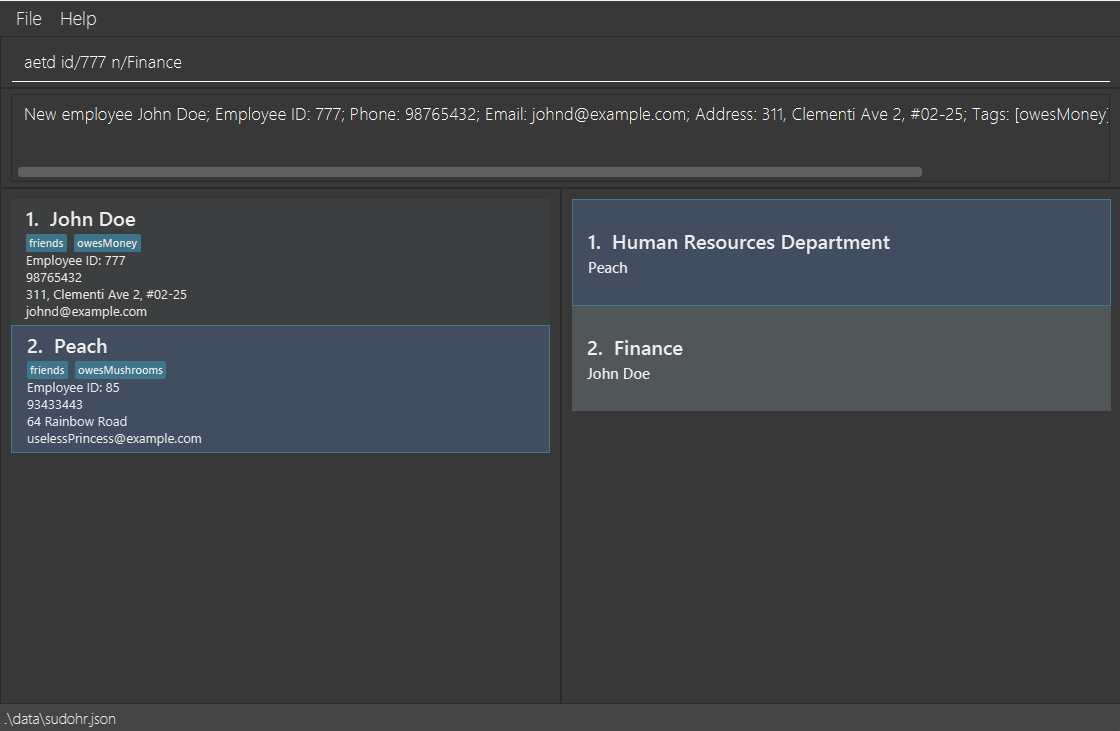 File Help
aetd id/777 n/Finance
New employee John Doe; Employee ID: 777; Phone: 98765432; Email: johnd@example.com; Address: 311, Clementi Ave 2, #02-25; Tags: [owesMoney]
1. John Doe
friends owesMoney
Employee ID: 777
98765432
311, Clementi Ave 2, #02-25
johnd@example.com
2. Peach
friends owesMushrooms
Employee ID: 85
93433443
64 Rainbow Road
uselessPrincess@example.com
1. Human Resources Department
Peach
2. Finance
John Doe
.\data\sudohr.json